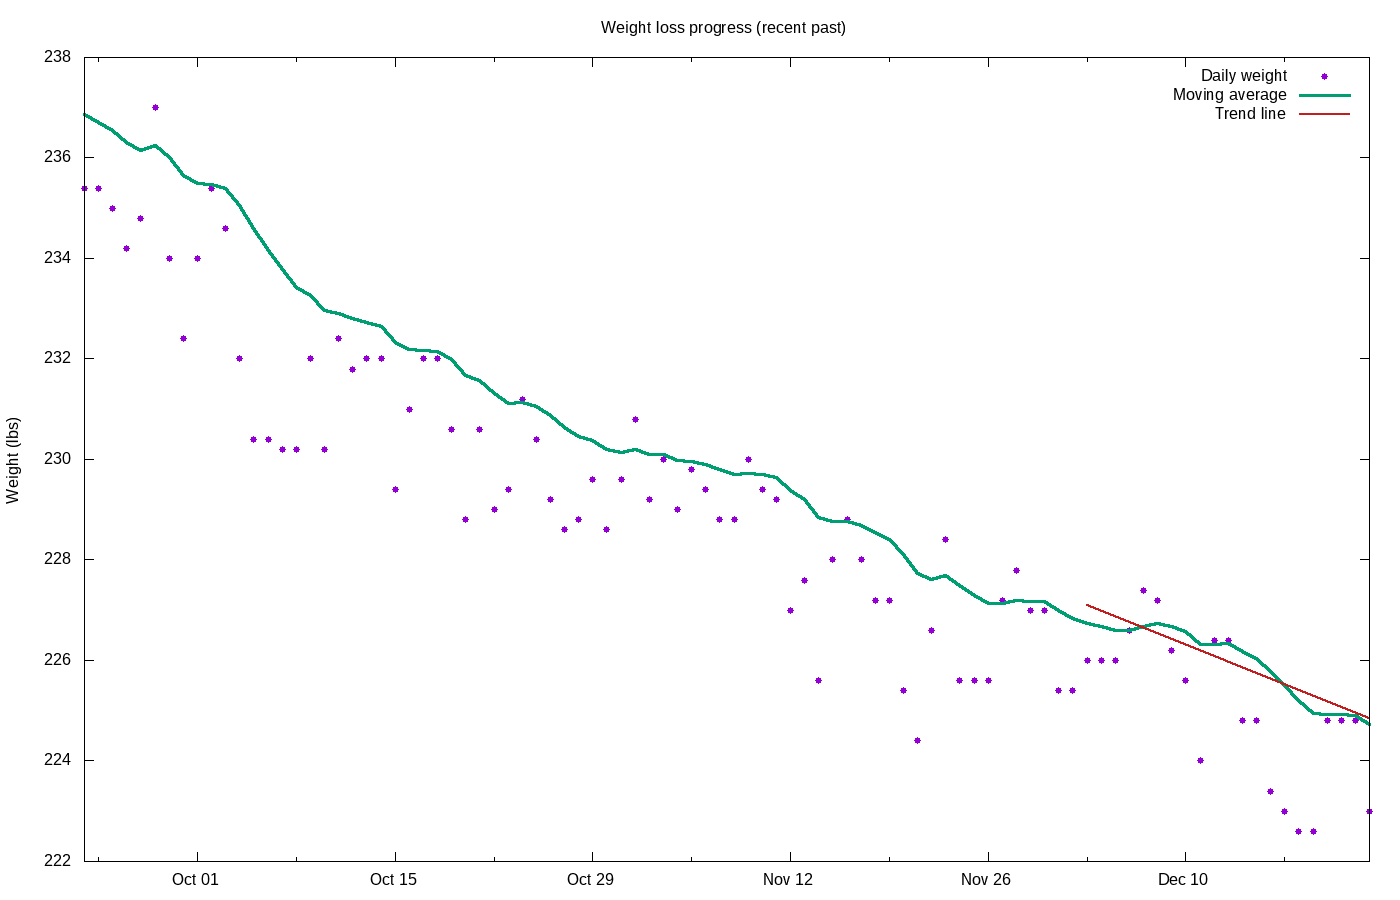 Weight loss progress (recent past)
Daily weight
Moving average
Trend line
238
236
234
232
230
228
226
224
222
Weight (lbs)
Oct 01 Oct 15 Oct 29 Nov 12 Nov 26 Dec 10